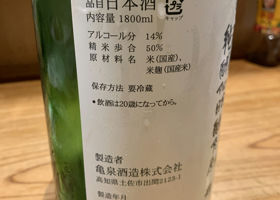 品目 日本酒
キャップ
内容量 1800ml
アルコール分 14%
精米歩合 50%
原材料 米(国産)、
米麹(国産米)
保存方法 要冷蔵
•飲酒は20歳になってから。
製造者
亀泉酒造株式会社
高知県土佐市出間2123-1
製造年月